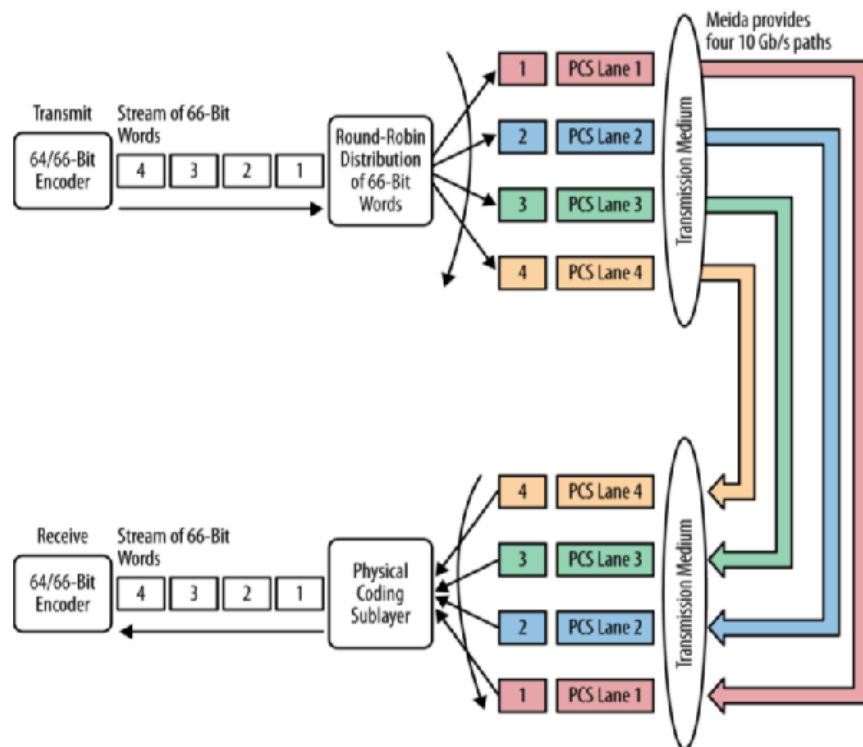 Meida provides
four 10 Gb/s paths
1
PCS Lane 1
Transmit
Stream of 66-Bit
Words
64/66-Bit
Encoder
4 3 2 1
Round-Robin
Distribution
of 66-Bit
Words
2
PCS Lane 2
3
PCS Lane 3
4
PCS Lane 4
Transmission Medium
4
PCS Lane 4
Receive
Stream of 66-Bit
Words
64/66-Bit
Encoder
4 3 2 1
Physical
Coding
Sublayer
3
PCS Lane 3
2
PCS Lane 2
1
PCS Lane 1
Transmission Medium